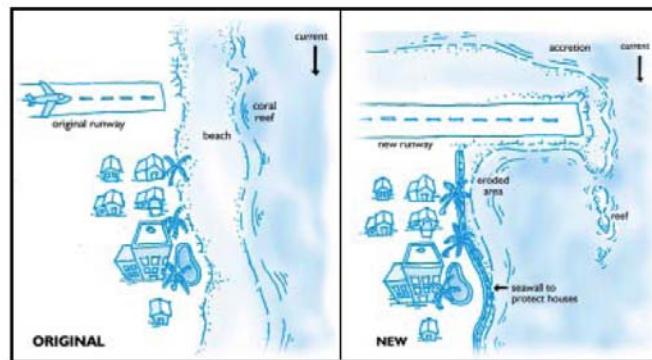 current
original runway
coral
reef
beach
ORIGINAL
accretion
current
new runway
eroded
area
reef
seawall to
protect houses
NEW